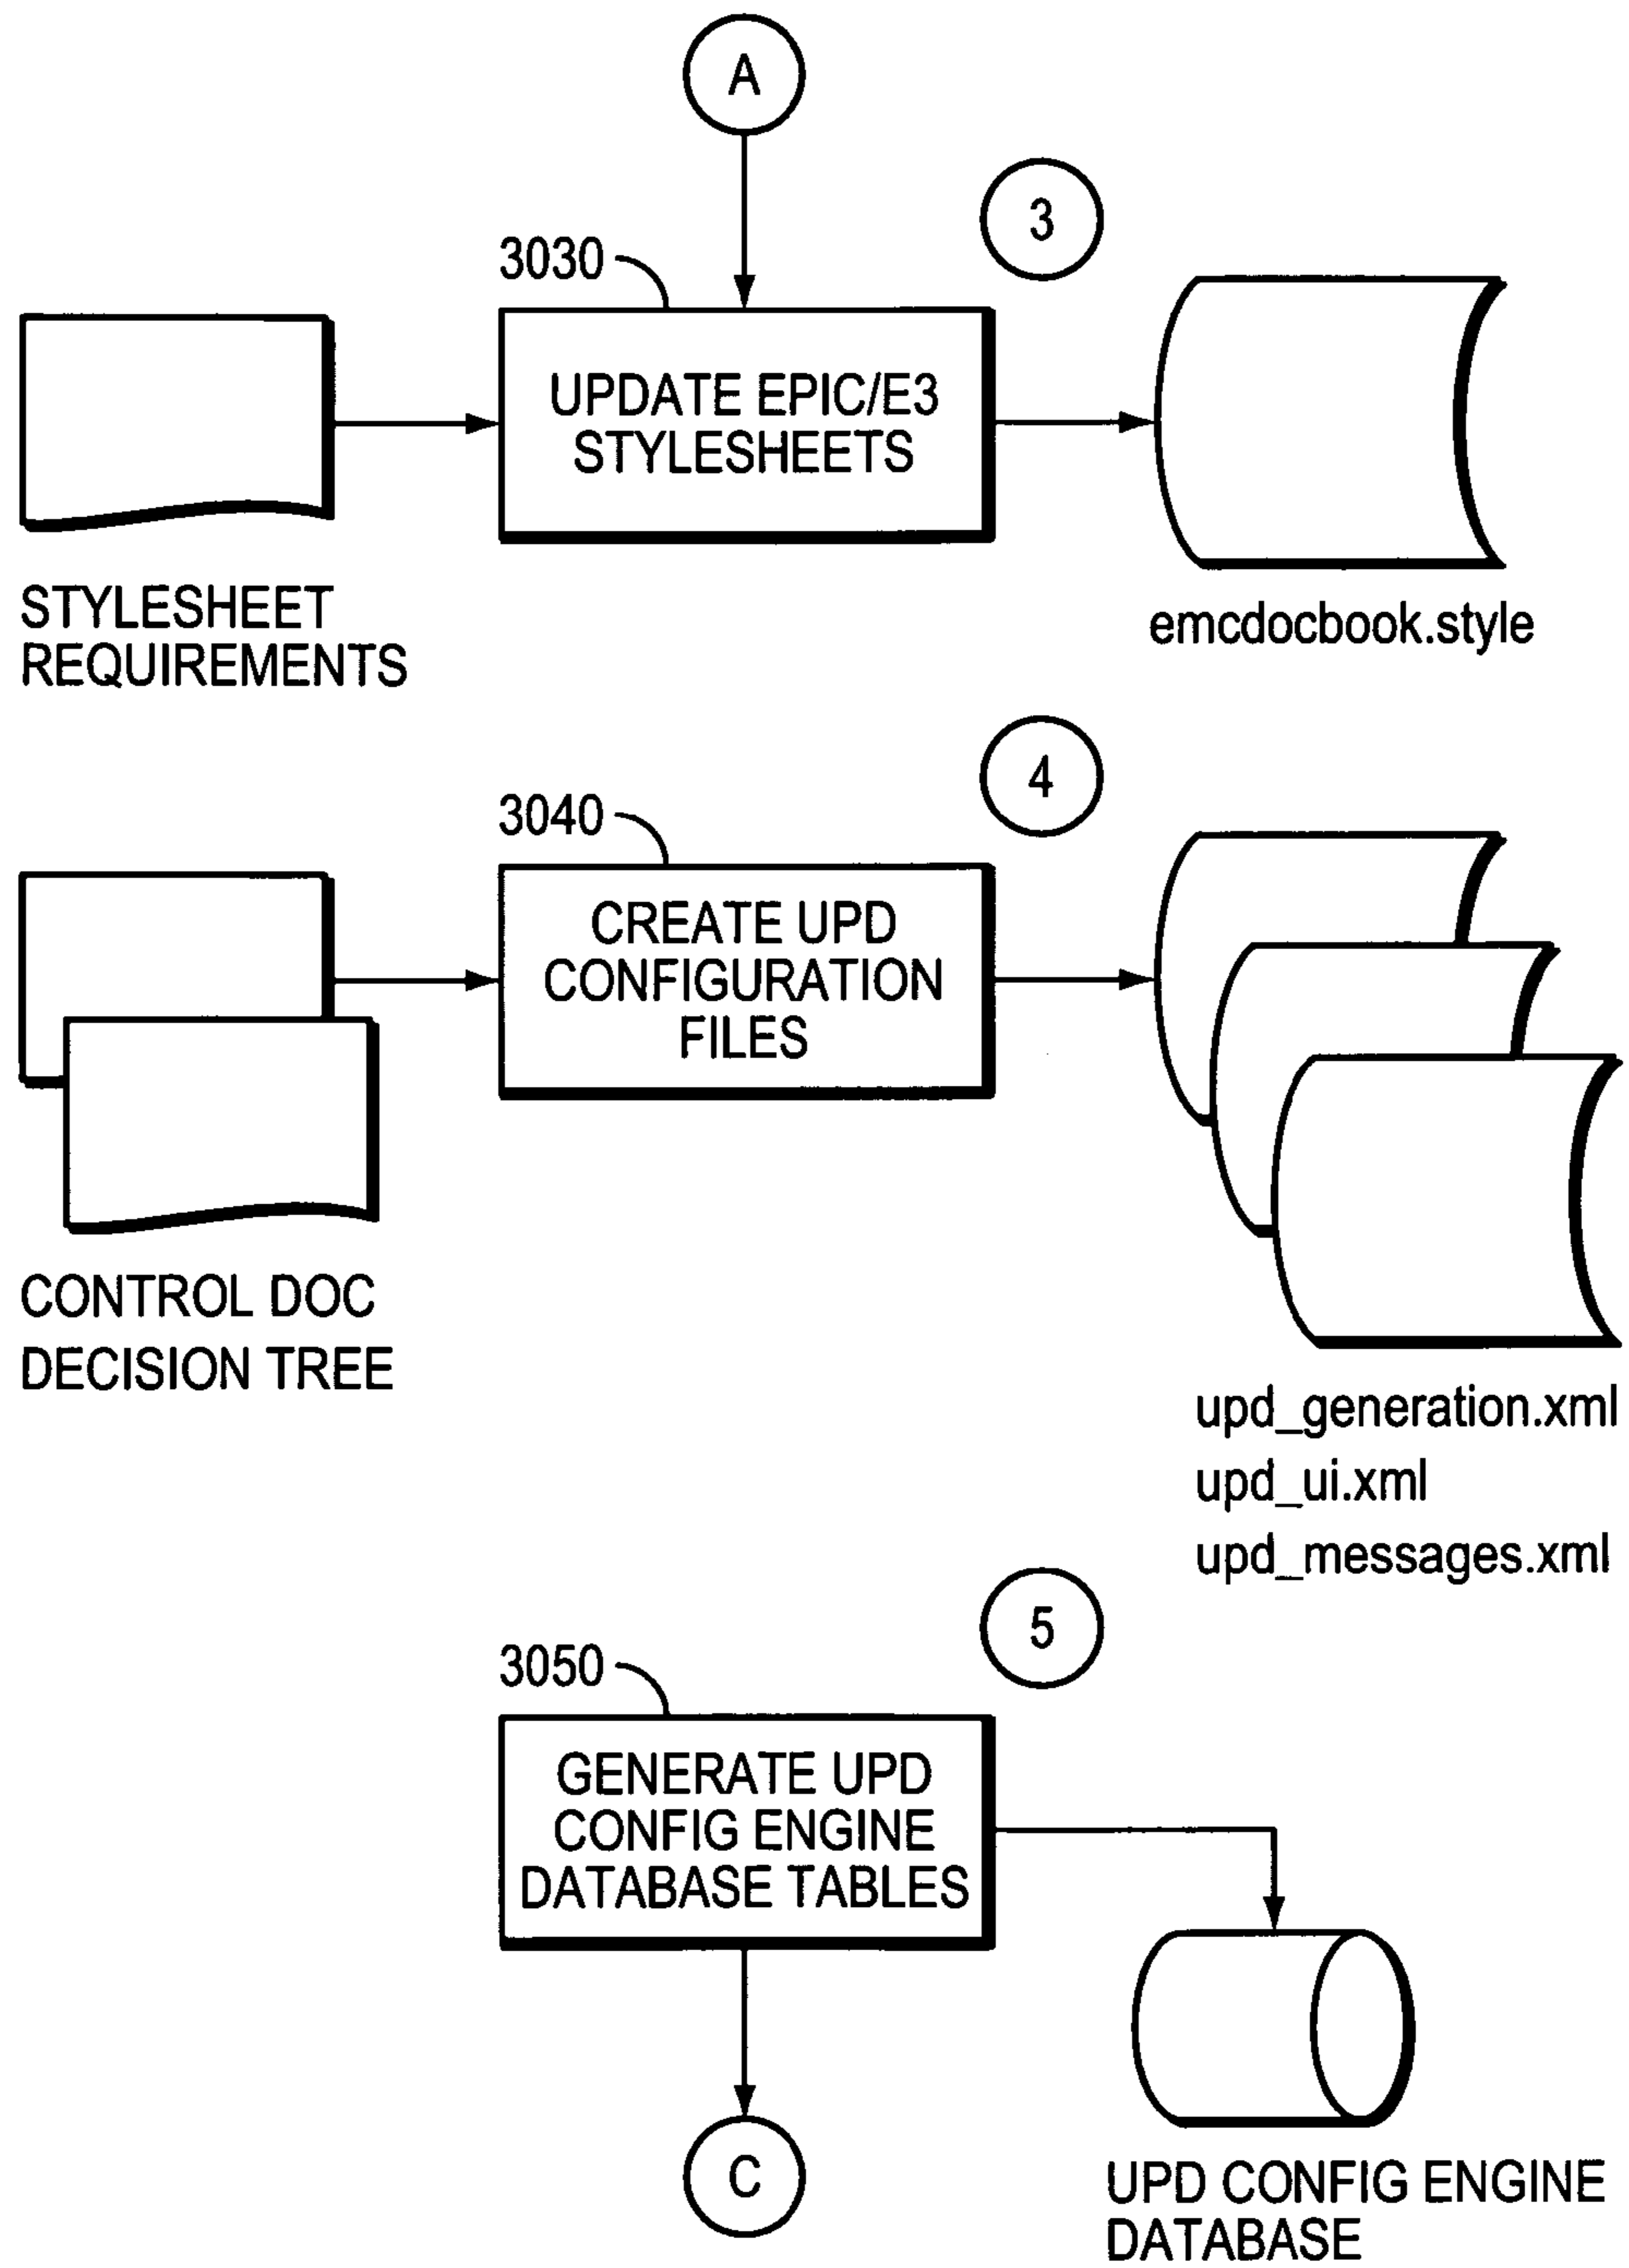 A
3
3030
UPDATE EPIC/E3
STYLESHEETS
STYLESHEET
REQUIREMENTS
emcdocbook.style
4
3040
CREATE UPD
CONFIGURATION
FILES
CONTROL DOC
DECISION TREE
upd_generation.xml
upd_ui.xml
upd_messages.xml
5
3050
GENERATE UPD
CONFIG ENGINE
DATABASE TABLES
C
UPD CONFIG ENGINE
DATABASE